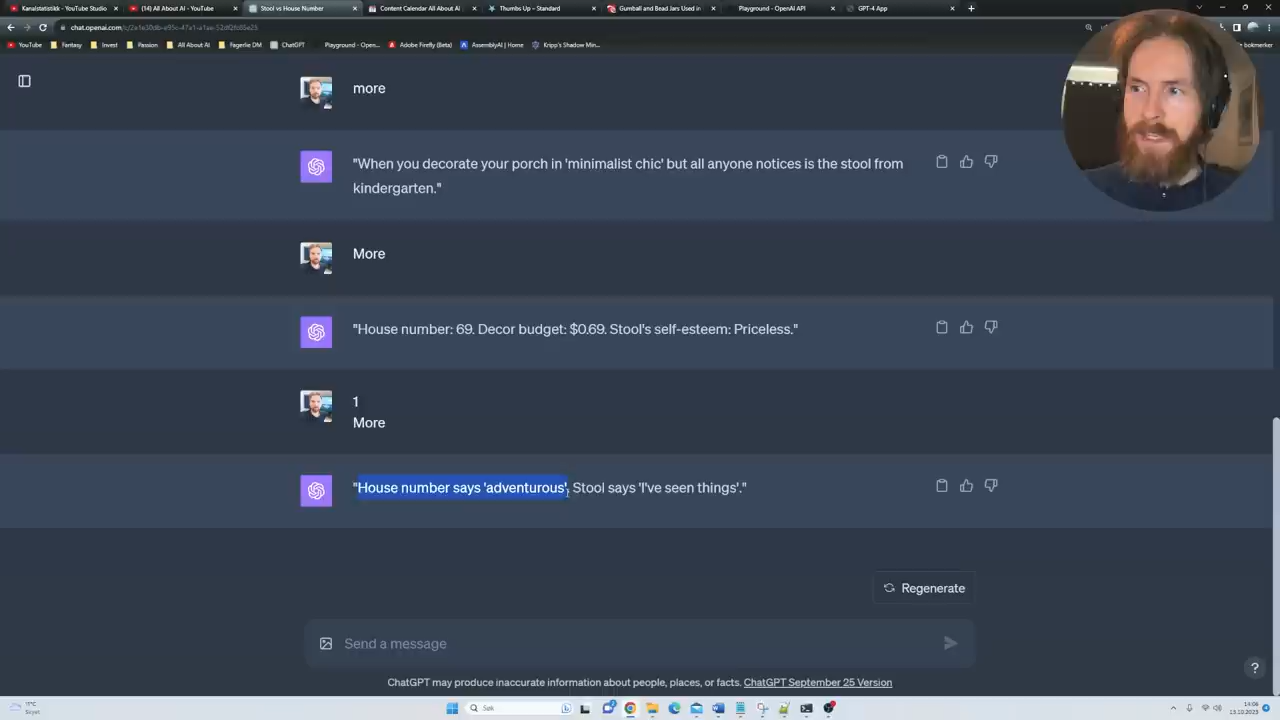 Kanalstatistikk - YouTube Studio
(14) All About AI - YouTube
Stool vs House Number
Content Calendar All About AI
Thumbs Up – Standard
Gumball and Bead Jars Used in
Playground - OpenAI API
GPT-4 App
chat.openai.com/c/
YouTube
Fantasy
Invest
Passion
All About AI
Fagerlie DM
ChatGPT
Playground - Open...
Adobe Firefly (Beta)
AssemblyAI | Home
Kripp's Shadow Min...
bokmerker
more
"When you decorate your porch in 'minimalist chic' but all anyone notices is the stool from
kindergarten."
More
"House number: 69. Decor budget: $0.69. Stool's self-esteem: Priceless."
1
More
"House number says 'adventurous', Stool says 'I've seen things'."
Regenerate
Send a message
ChatGPT may produce inaccurate information about people, places, or facts. ChatGPT September 25 Version
?
11°C
Skyet
Søk
14:06
13.10.2023